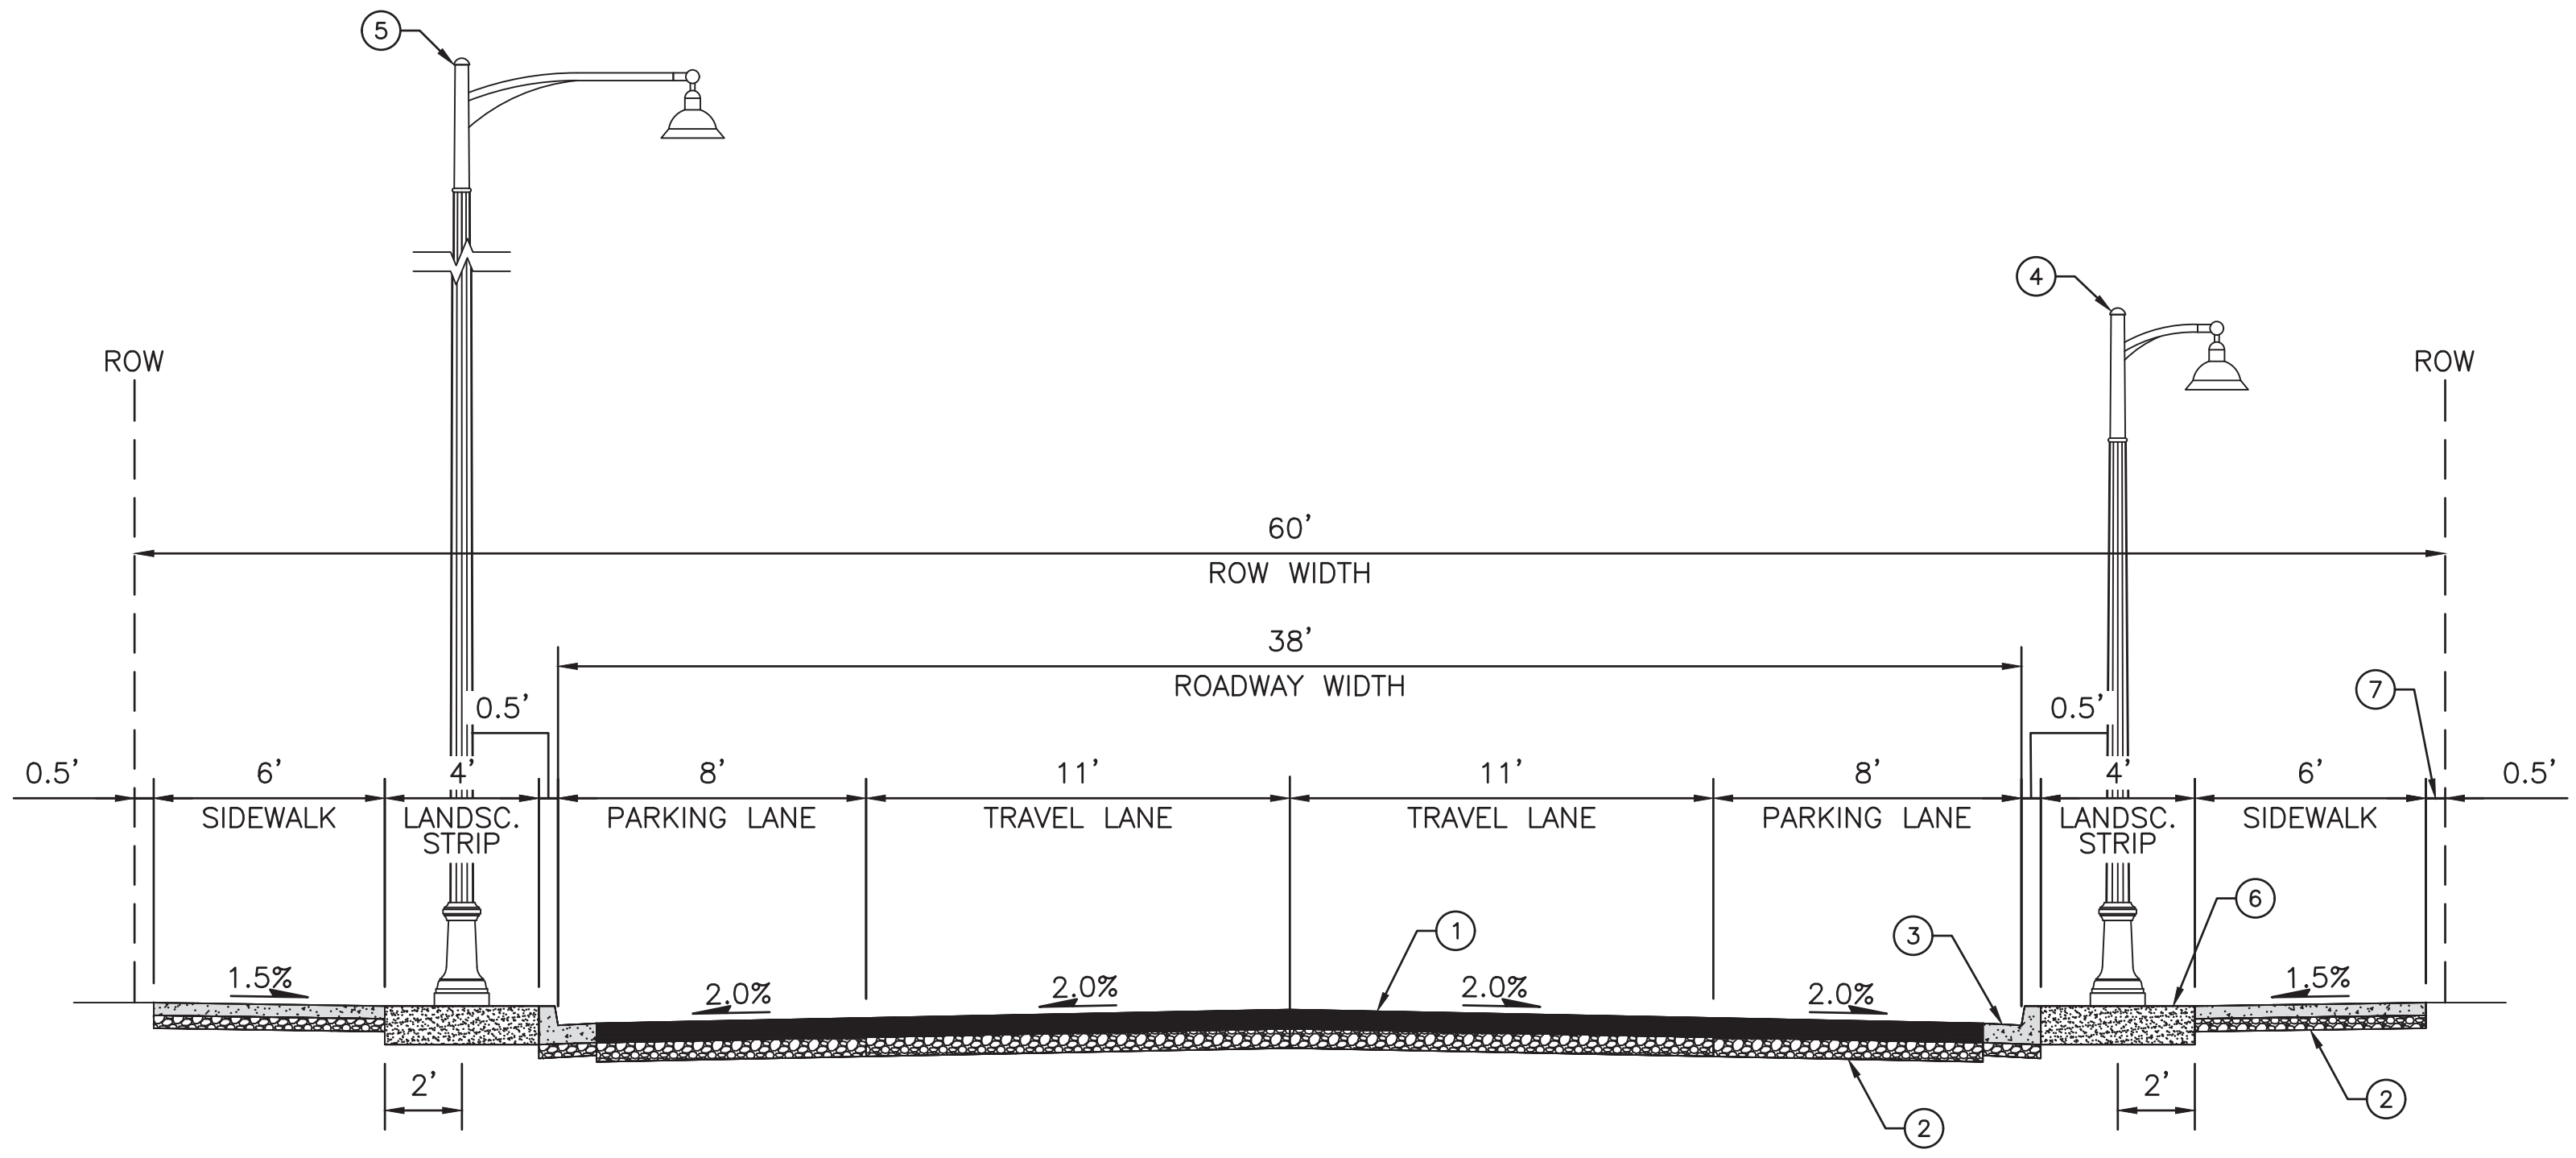 5
4
ROW
ROW
60’
ROW WIDTH
38’
ROADWAY WIDTH
7
0.5’
0.5’
0.5’
6’
4’
8’
11’
11’
8’
4’
6’
0.5’
SIDEWALK
LANDSC.
STRIP
PARKING LANE
TRAVEL LANE
TRAVEL LANE
PARKING LANE
LANDSC.
STRIP
SIDEWALK
6
1
3
1.5%
2.0%
2.0%
2.0%
2.0%
1.5%
2’
2’
2
2